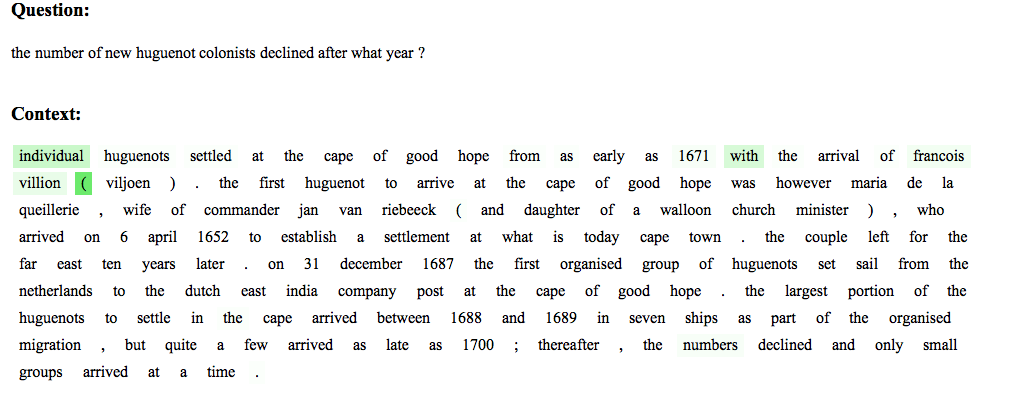 Question:
the number of new huguenot colonists declined after what year ?
Context:
individual huguenots settled at the cape of good hope from as early as 1671 with the arrival of francois
villion ( viljoen ) . the first huguenot to arrive at the cape of good hope was however maria de la
queillerie , wife of commander jan van riebeeck ( and daughter of a walloon church minister ) , who
arrived on 6 april 1652 to establish a settlement at what is today cape town . the couple left for the
far east ten years later . on 31 december 1687 the first organised group of huguenots set sail from the
netherlands to the dutch east india company post at the cape of good hope . the largest portion of the
huguenots to settle in the cape arrived between 1688 and 1689 in seven ships as part of the organised
migration , but quite a few arrived as late as 1700 ; thereafter , the numbers declined and only small
groups arrived at a time .